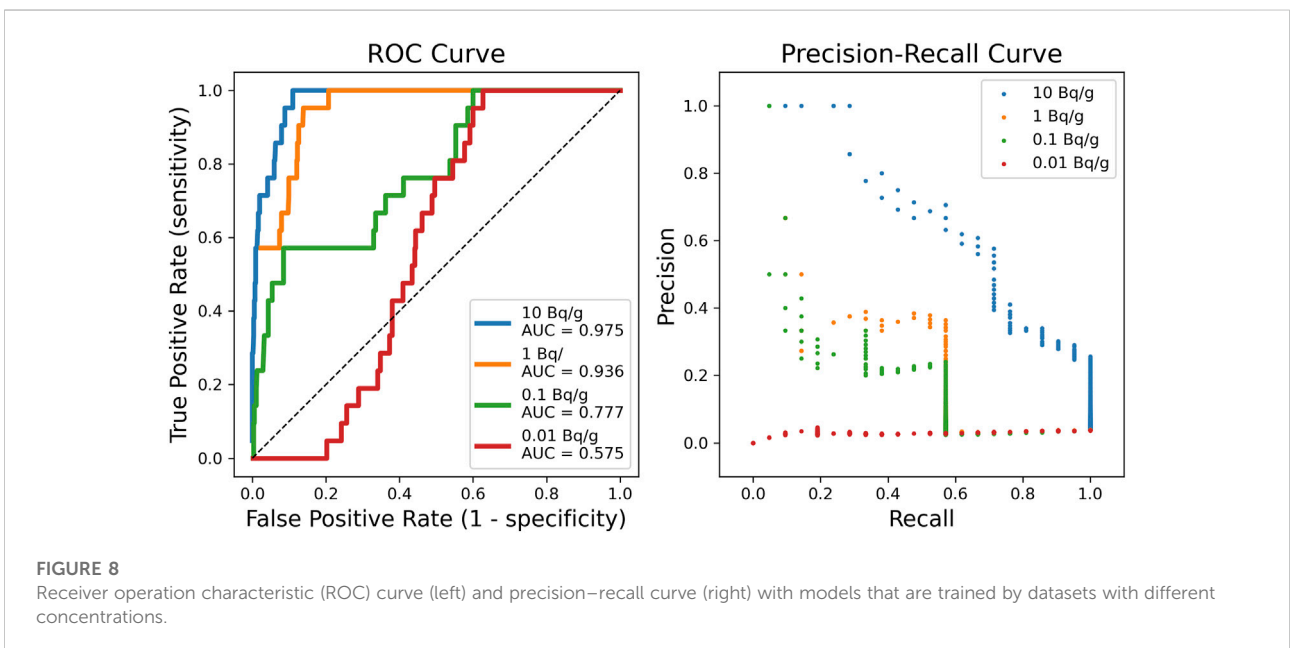 ROC Curve
1.0
0.8
0.6
0.4
0.2
0.0
True Positive Rate (sensitivity)
10 Bq/g
AUC = 0.975
1 Bq/
AUC = 0.936
0.1 Bq/g
AUC = 0.777
0.01 Bq/g
AUC = 0.575
0.0 0.2 0.4 0.6 0.8 1.0
False Positive Rate (1 - specificity)
Precision-Recall Curve
1.0
0.8
0.6
0.4
0.2
0.0
Precision
10 Bq/g
1 Bq/g
0.1 Bq/g
0.01 Bq/g
0.0 0.2 0.4 0.6 0.8 1.0
Recall
FIGURE 8
Receiver operation characteristic (ROC) curve (left) and precision–recall curve (right) with models that are trained by datasets with different
concentrations.